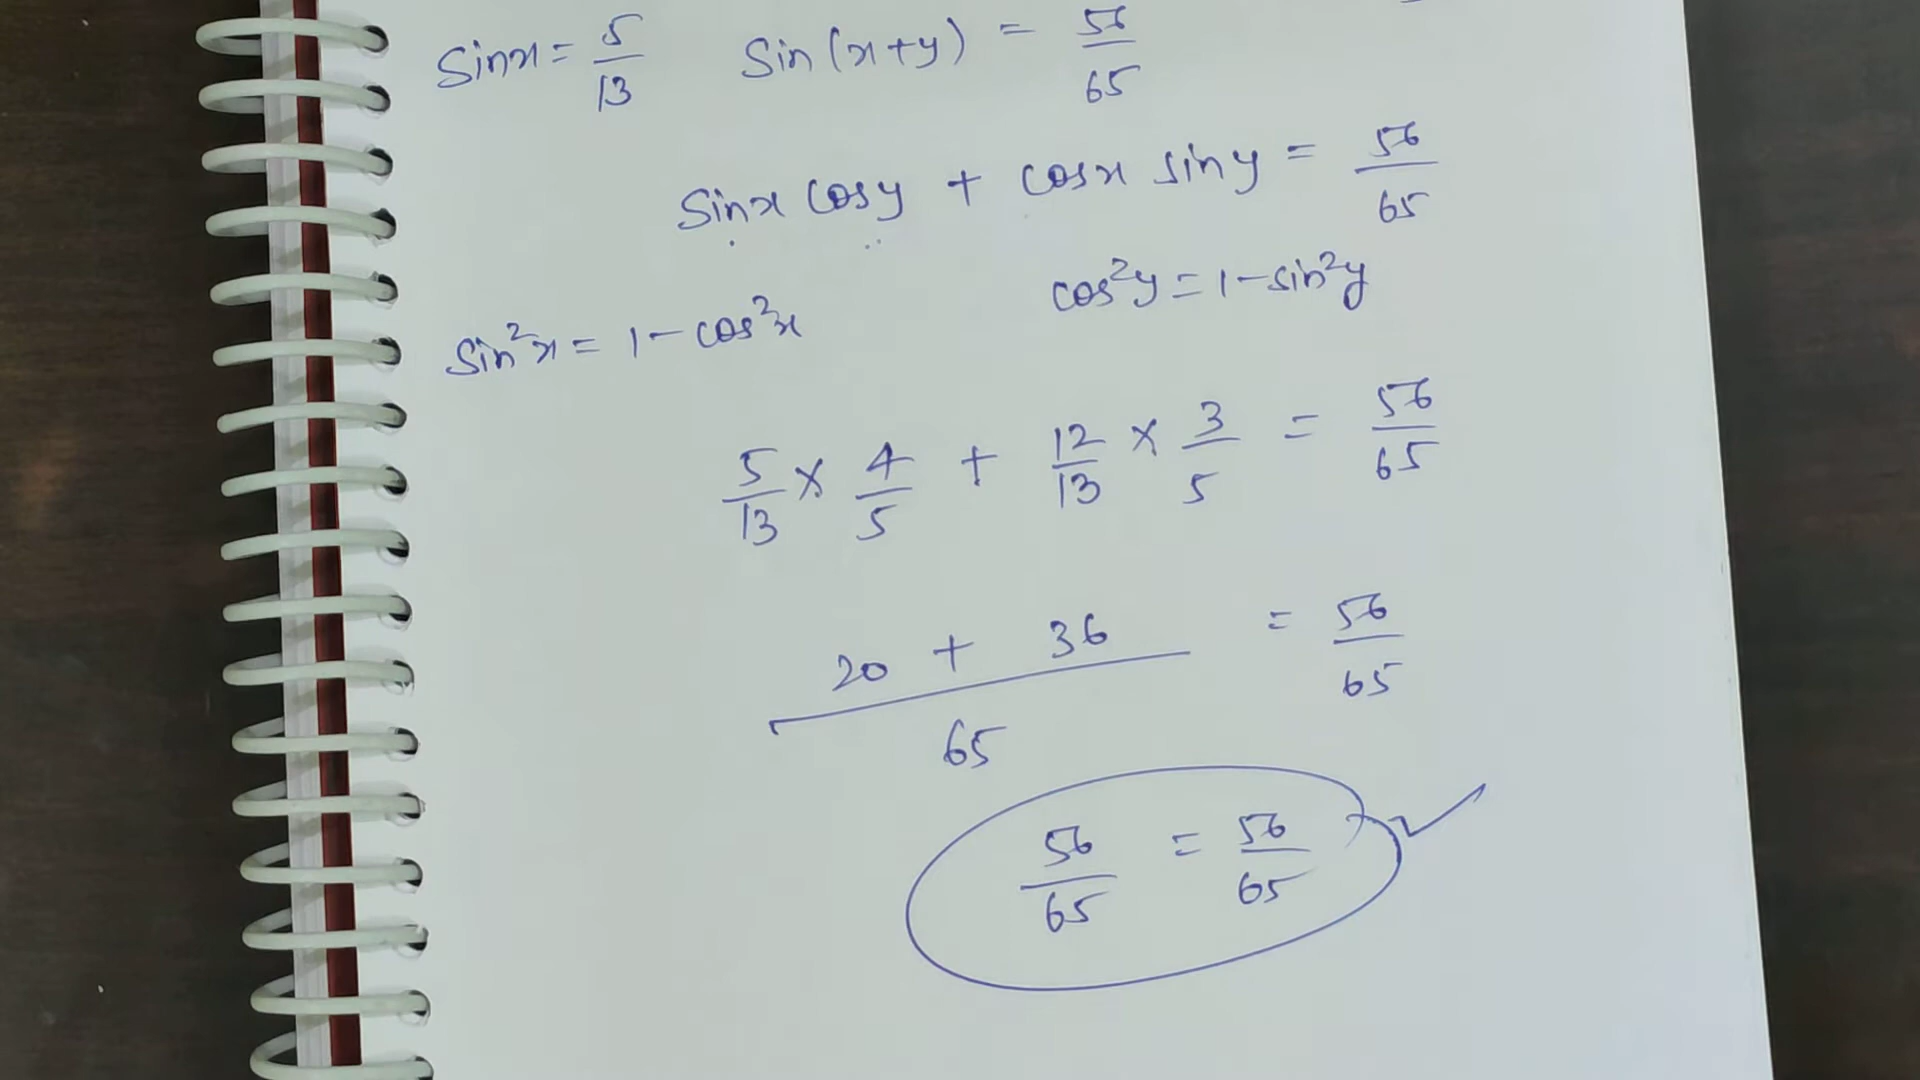 Sinx = 5/13 Sin(x+y) = 56/65
Sinx cosy + cosx siny = 56/65
cos²y = 1-sin²y
Sin²x = 1-cos²x
5/13 × 4/5 + 12/13 × 3/5 = 56/65
20 + 36 / 65 = 56/65
56/65 = 56/65 ✓